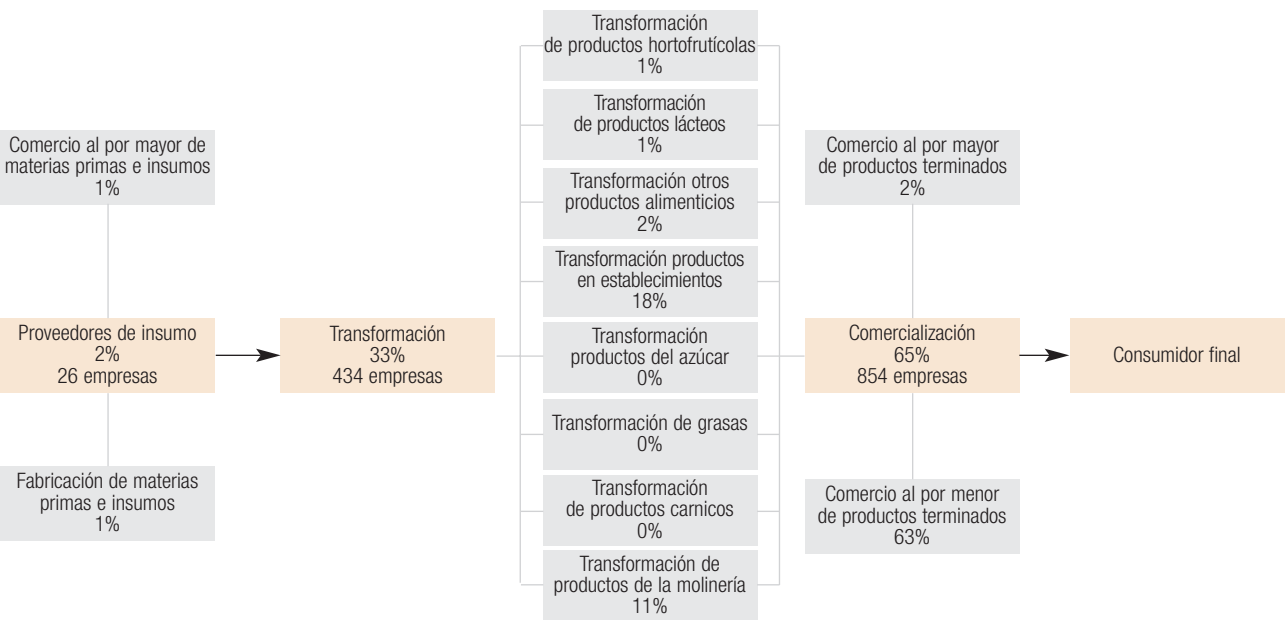 Comercio al por mayor de
materias primas e insumos
1%
Proveedores de insumo
2%
26 empresas
Fabricación de materias
primas e insumos
1%
Transformación
33%
434 empresas
Transformación
de productos hortofrutícolas
1%
Transformación
de productos lácteos
1%
Transformación otros
productos alimenticios
2%
Transformación productos
en establecimientos
18%
Transformación
productos del azúcar
0%
Transformación de grasas
0%
Transformación
de productos carnicos
0%
Transformación de
productos de la molinería
11%
Comercio al por mayor
de productos terminados
2%
Comercialización
65%
854 empresas
Comercio al por menor
de productos terminados
63%
Consumidor final